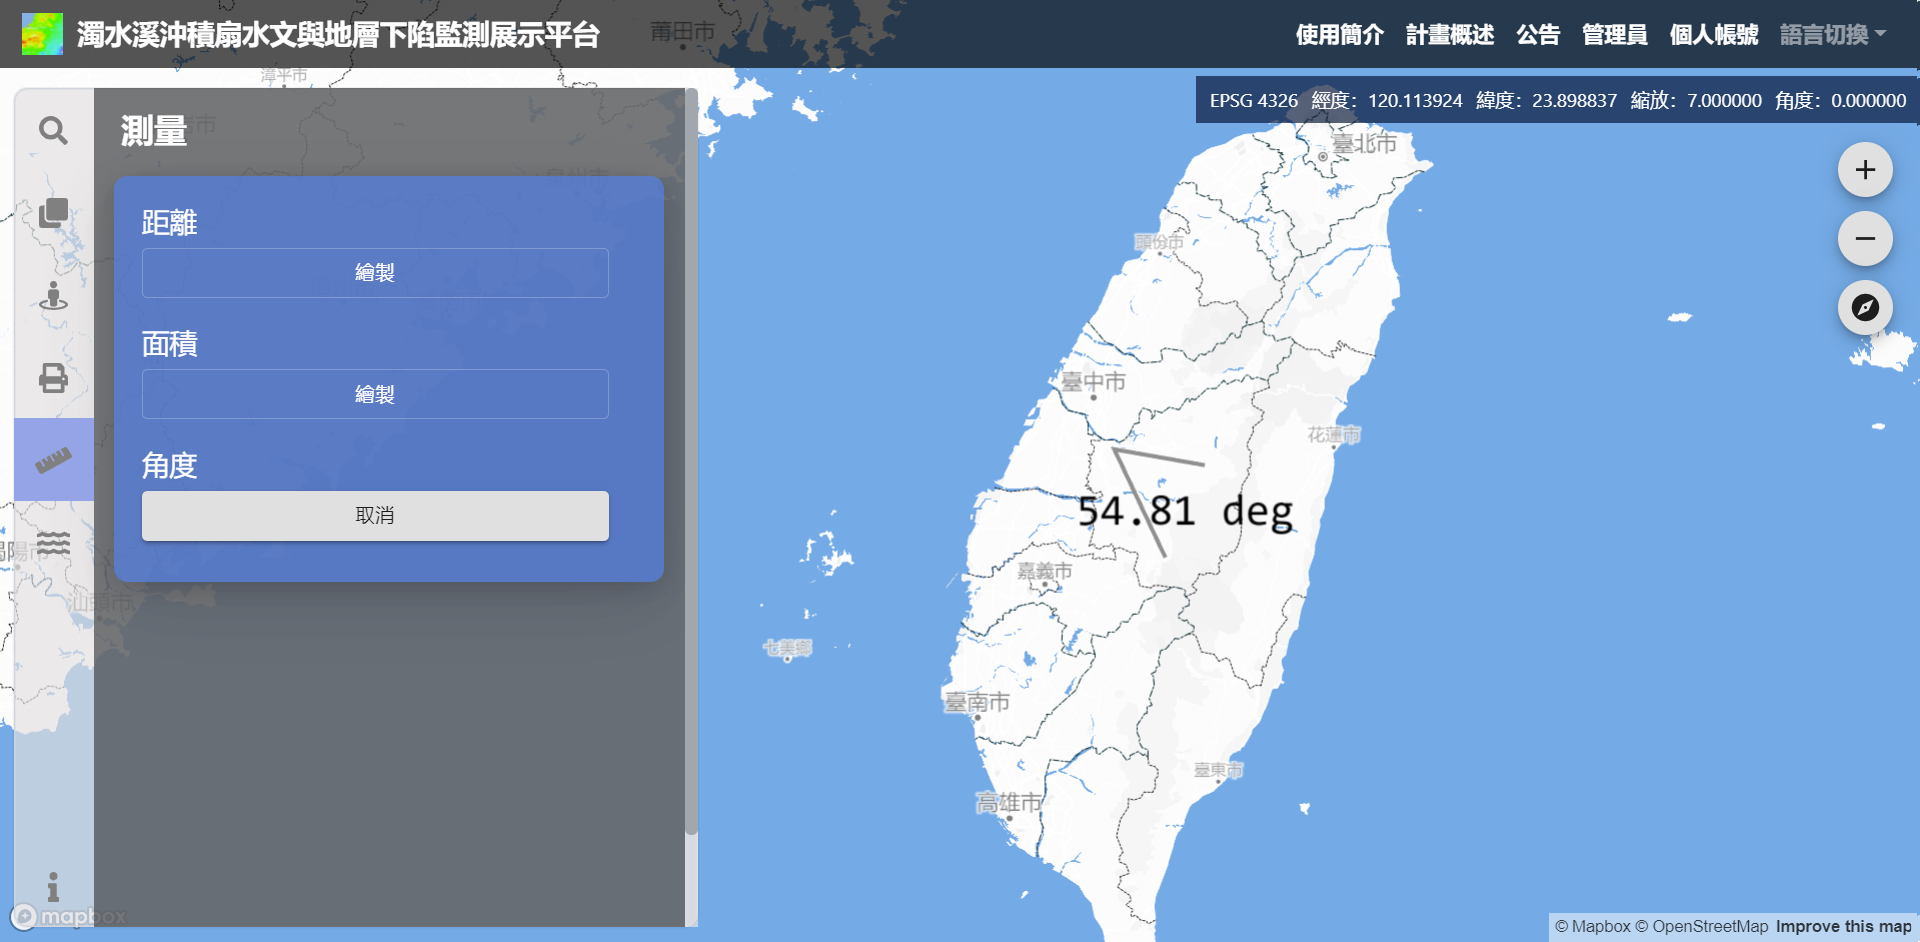 濁水溪沖積扇水文與地層下陷監測展示平台
使用簡介 計畫概述 公告 管理員 個人帳號 語言切換
EPSG 4326 經度：120.113924 緯度：23.898837 縮放：7.000000 角度：0.000000
莆田市
漳平市
測量
距離
繪製
面積
繪製
角度
取消
臺北市
頭份市
臺中市
花蓮市
54.81 deg
嘉義市
七美鄉
汕頭市
臺南市
臺東市
高雄市
mapbox
© Mapbox © OpenStreetMap Improve this map